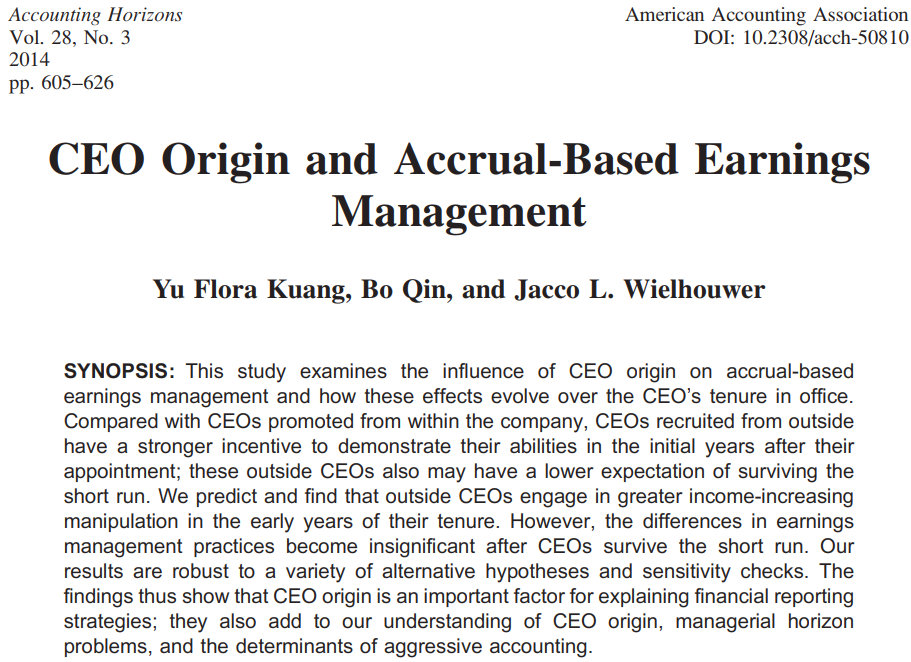 Accounting Horizons
Vol. 28, No. 3
2014
pp. 605–626
American Accounting Association
DOI: 10.2308/acch-50810
CEO Origin and Accrual-Based Earnings
Management
Yu Flora Kuang, Bo Qin, and Jacco L. Wielhouwer
SYNOPSIS: This study examines the influence of CEO origin on accrual-based
earnings management and how these effects evolve over the CEO’s tenure in office.
Compared with CEOs promoted from within the company, CEOs recruited from outside
have a stronger incentive to demonstrate their abilities in the initial years after their
appointment; these outside CEOs also may have a lower expectation of surviving the
short run. We predict and find that outside CEOs engage in greater income-increasing
manipulation in the early years of their tenure. However, the differences in earnings
management practices become insignificant after CEOs survive the short run. Our
results are robust to a variety of alternative hypotheses and sensitivity checks. The
findings thus show that CEO origin is an important factor for explaining financial reporting
strategies; they also add to our understanding of CEO origin, managerial horizon
problems, and the determinants of aggressive accounting.